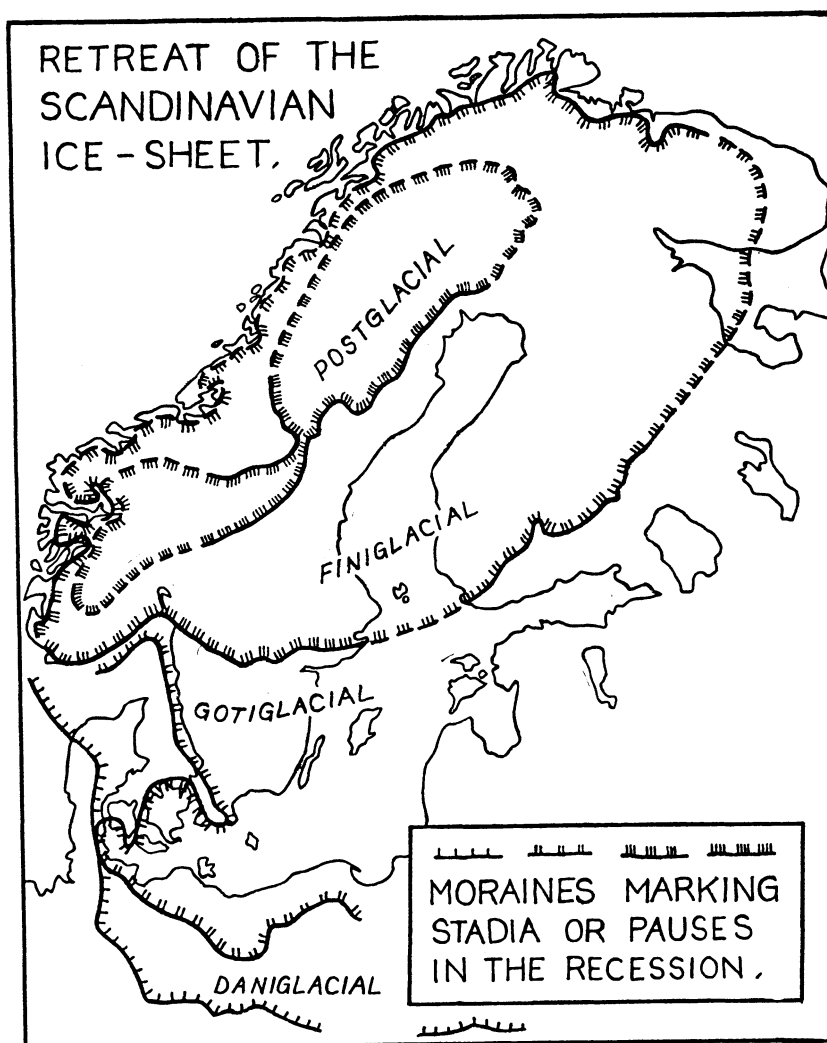 RETREAT OF THE
SCANDINAVIAN
ICE-SHEET.
POSTGLACIAL
FINIGLACIAL
GOTIGLACIAL
DANIGLACIAL
MORAINES MARKING
STADIA OR PAUSES
IN THE RECESSION.